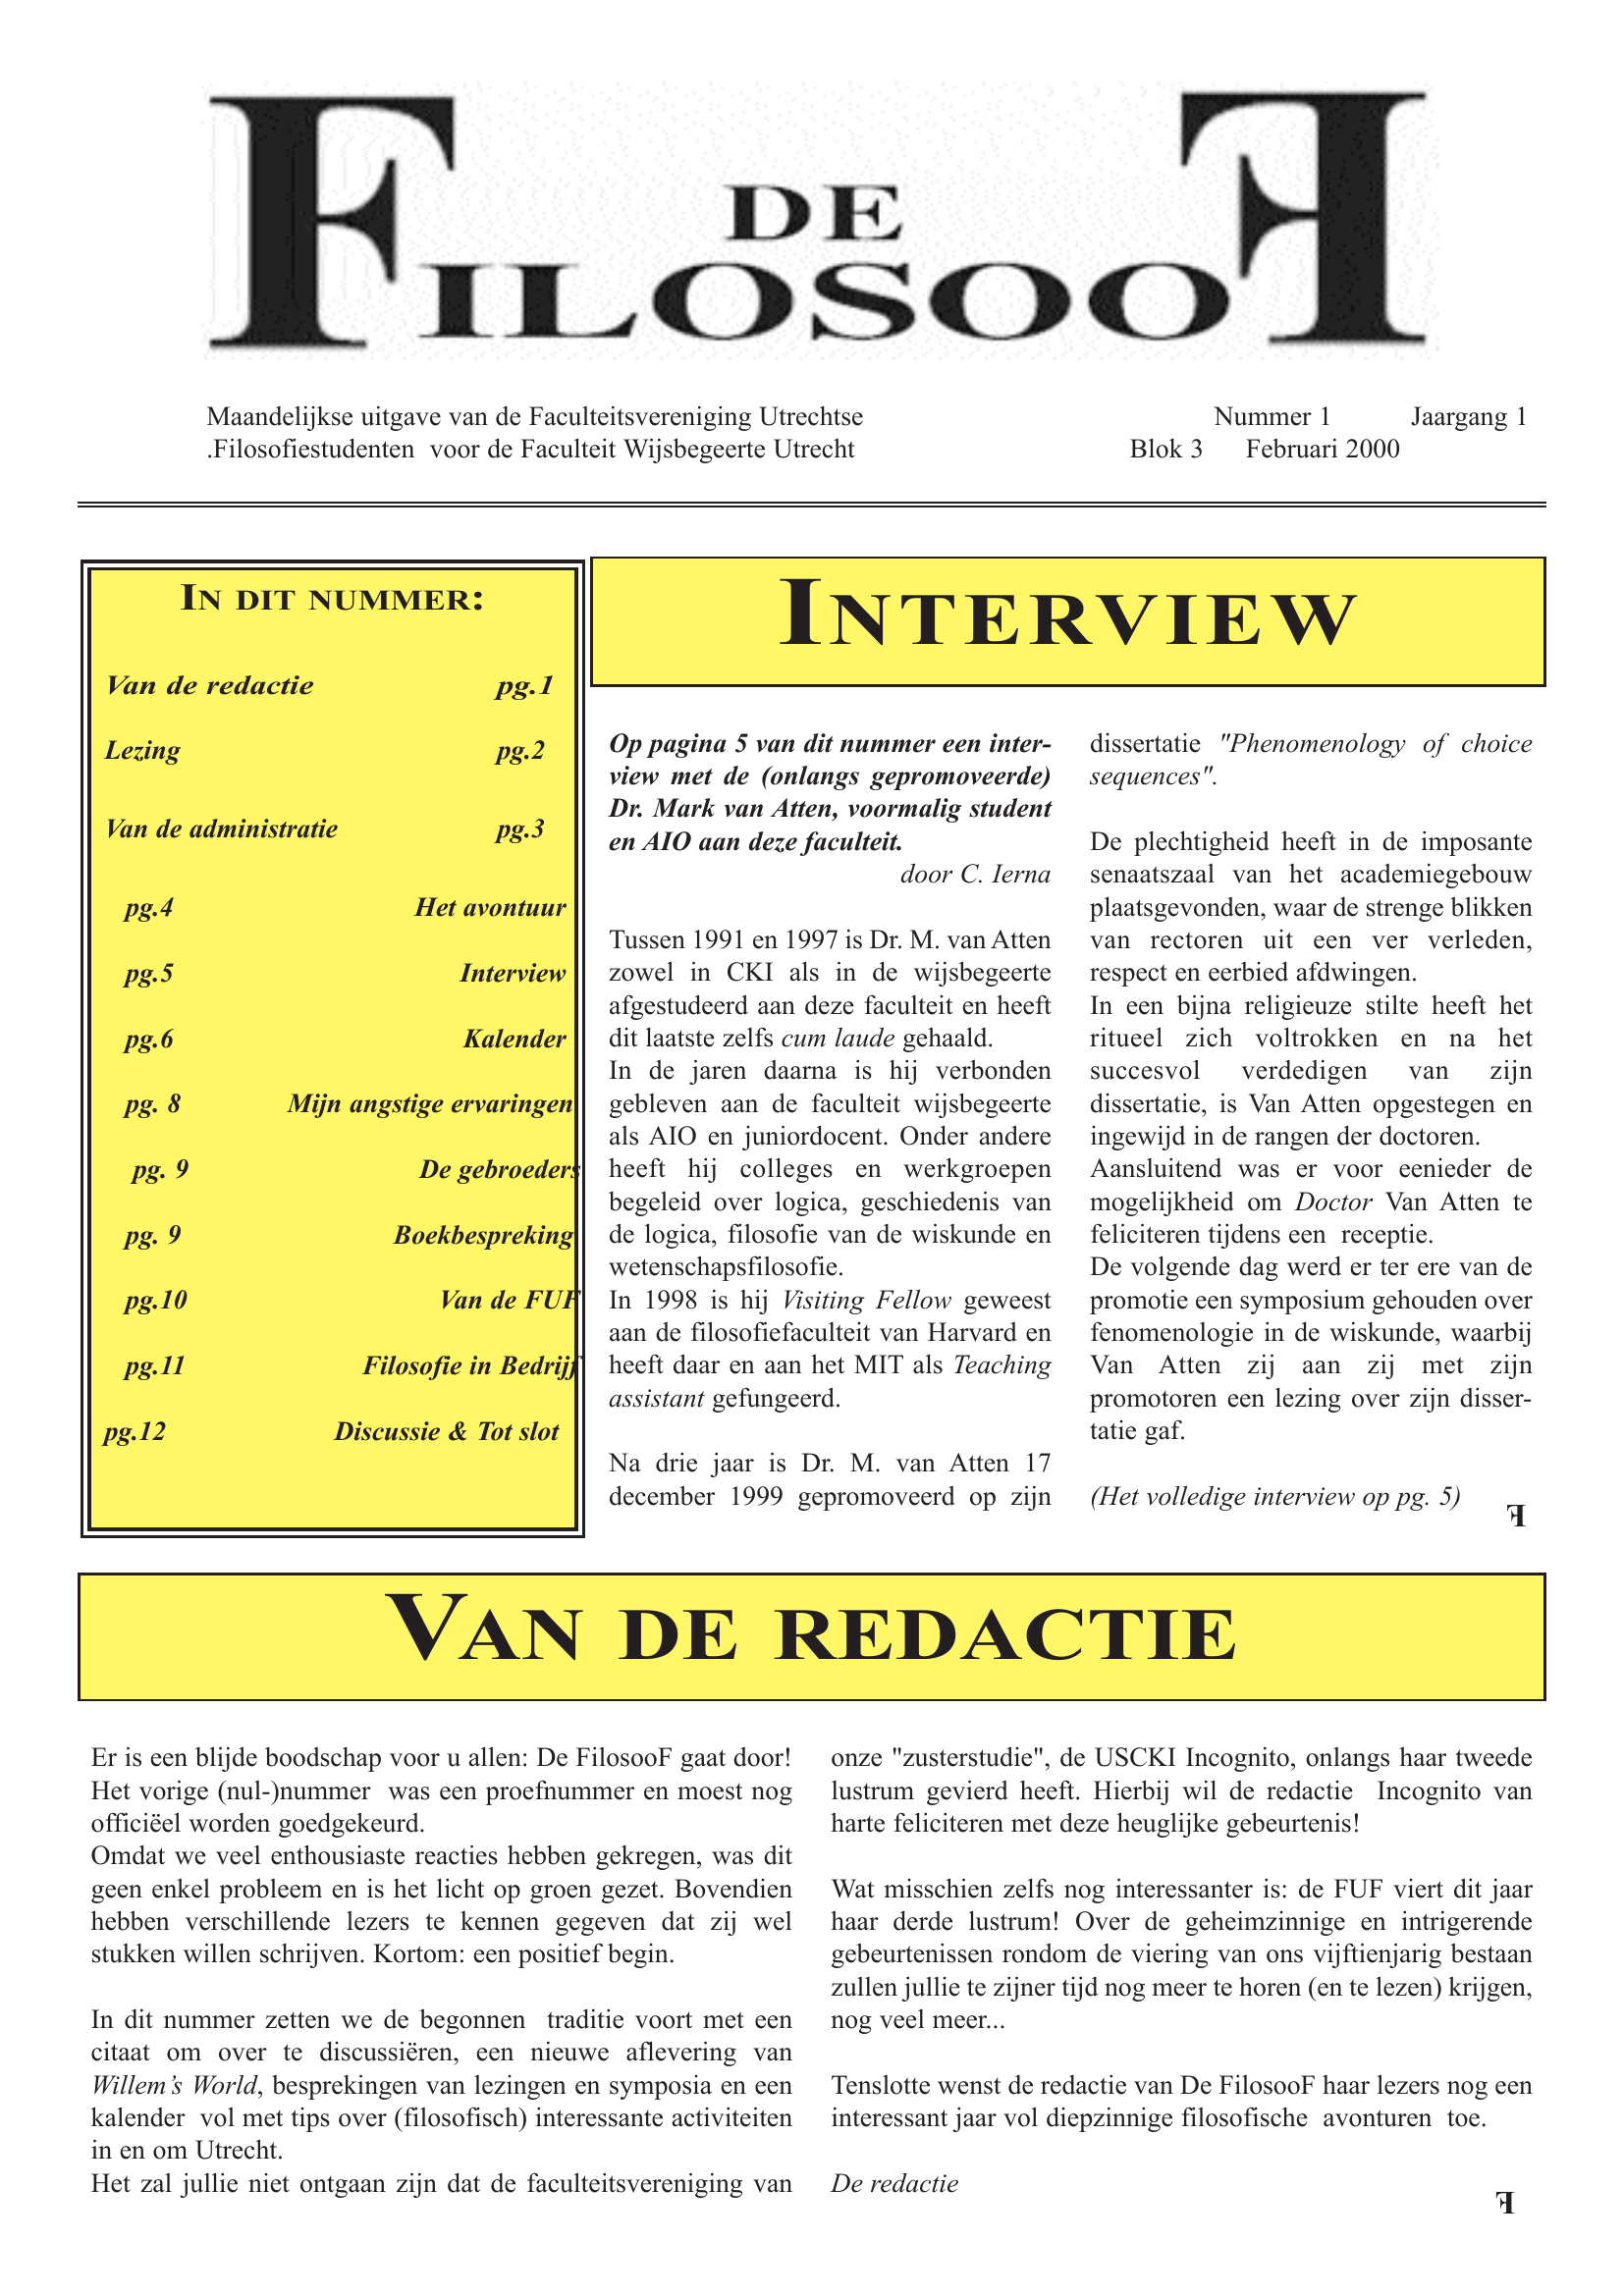 DE
FILOSOOF
Maandelijkse uitgave van de Faculteitsvereniging Utrechtse
.Filosofiestudenten voor de Faculteit Wijsbegeerte Utrecht
Nummer 1 Jaargang 1
Blok 3 Februari 2000
IN DIT NUMMER:
Van de redactie pg.1
Lezing pg.2
Van de administratie pg.3
pg.4 Het avontuur
pg.5 Interview
pg.6 Kalender
pg. 8 Mijn angstige ervaringen
pg. 9 De gebroeders
pg. 9 Boekbespreking
pg.10 Van de FUF
pg.11 Filosofie in Bedrijf
pg.12 Discussie & Tot slot
INTERVIEW
Op pagina 5 van dit nummer een inter-
view met de (onlangs gepromoveerde)
Dr. Mark van Atten, voormalig student
en AIO aan deze faculteit.
door C. Ierna
Tussen 1991 en 1997 is Dr. M. van Atten
zowel in CKI als in de wijsbegeerte
afgestudeerd aan deze faculteit en heeft
dit laatste zelfs cum laude gehaald.
In de jaren daarna is hij verbonden
gebleven aan de faculteit wijsbegeerte
als AIO en juniordocent. Onder andere
heeft hij colleges en werkgroepen
begeleid over logica, geschiedenis van
de logica, filosofie van de wiskunde en
wetenschapsfilosofie.
In 1998 is hij Visiting Fellow geweest
aan de filosofiefaculteit van Harvard en
heeft daar en aan het MIT als Teaching
assistant gefungeerd.
Na drie jaar is Dr. M. van Atten 17
december 1999 gepromoveerd op zijn
dissertatie "Phenomenology of choice
sequences".
De plechtigheid heeft in de imposante
senaatszaal van het academiegebouw
plaatsgevonden, waar de strenge blikken
van rectoren uit een ver verleden,
respect en eerbied afdwingen.
In een bijna religieuze stilte heeft het
ritueel zich voltrokken en na het
succesvol verdedigen van zijn
dissertatie, is Van Atten opgestegen en
ingewijd in de rangen der doctoren.
Aansluitend was er voor eenieder de
mogelijkheid om Doctor Van Atten te
feliciteren tijdens een receptie.
De volgende dag werd er ter ere van de
promotie een symposium gehouden over
fenomenologie in de wiskunde, waarbij
Van Atten zij aan zij met zijn
promotoren een lezing over zijn disser-
tatie gaf.
(Het volledige interview op pg. 5)
F
VAN DE REDACTIE
Er is een blijde boodschap voor u allen: De FilosooF gaat door!
Het vorige (nul-)nummer was een proefnummer en moest nog
officiëel worden goedgekeurd.
Omdat we veel enthousiaste reacties hebben gekregen, was dit
geen enkel probleem en is het licht op groen gezet. Bovendien
hebben verschillende lezers te kennen gegeven dat zij wel
stukken willen schrijven. Kortom: een positief begin.
In dit nummer zetten we de begonnen traditie voort met een
citaat om over te discussiëren, een nieuwe aflevering van
Willem’s World, besprekingen van lezingen en symposia en een
kalender vol met tips over (filosofisch) interessante activiteiten
in en om Utrecht.
Het zal jullie niet ontgaan zijn dat de faculteitsvereniging van
onze "zusterstudie", de USCKI Incognito, onlangs haar tweede
lustrum gevierd heeft. Hierbij wil de redactie Incognito van
harte feliciteren met deze heuglijke gebeurtenis!
Wat misschien zelfs nog interessanter is: de FUF viert dit jaar
haar derde lustrum! Over de geheimzinnige en intrigerende
gebeurtenissen rondom de viering van ons vijftienjarig bestaan
zullen jullie te zijner tijd nog meer te horen (en te lezen) krijgen,
nog veel meer...
Tenslotte wenst de redactie van De FilosooF haar lezers nog een
interessant jaar vol diepzinnige filosofische avonturen toe.
De redactie
F